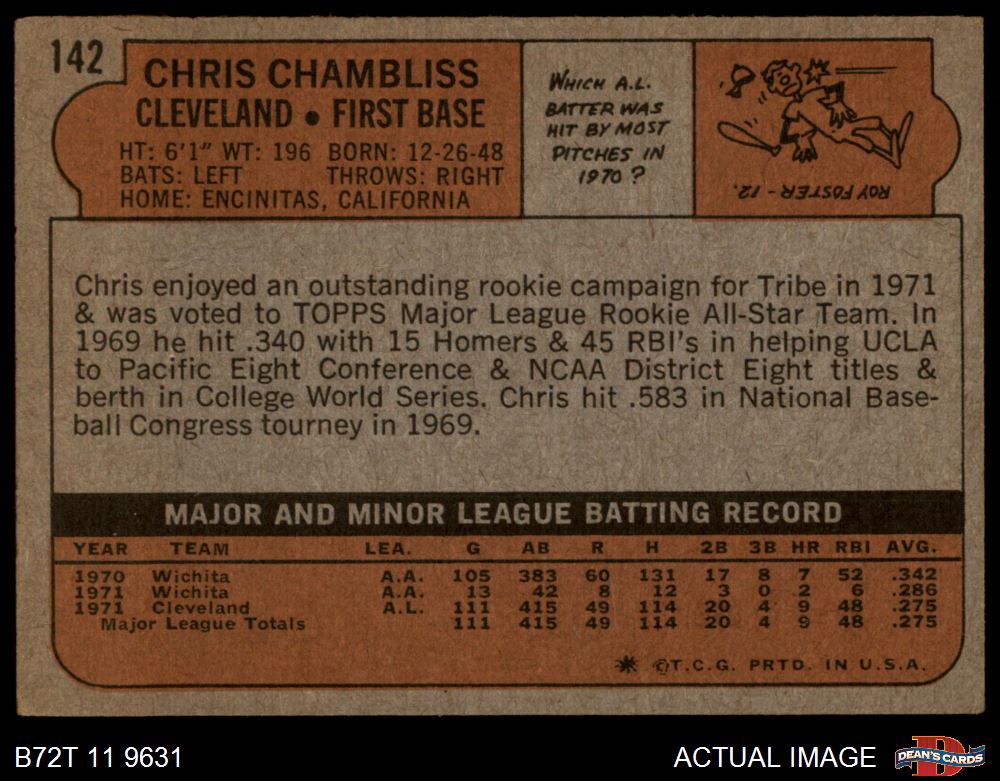 142
CHRIS CHAMBLISS
CLEVELAND • FIRST BASE
HT: 6'1" WT: 196 BORN: 12-26-48
BATS: LEFT THROWS: RIGHT
HOME: ENCINITAS, CALIFORNIA
WHICH A.L.
BATTER WAS
HIT BY MOST
PITCHES IN
1970?
ROY FOSTER - 12.
Chris enjoyed an outstanding rookie campaign for Tribe in 1971
& was voted to TOPPS Major League Rookie All-Star Team. In
1969 he hit .340 with 15 Homers & 45 RBI's in helping UCLA
to Pacific Eight Conference & NCAA District Eight titles &
berth in College World Series. Chris hit .583 in National Base-
ball Congress tourney in 1969.
MAJOR AND MINOR LEAGUE BATTING RECORD
YEAR TEAM LEA. G AB R H 2B 3B HR RBI AVG.
1970 Wichita A.A. 105 383 60 131 17 8 7 52 .342
1971 Wichita A.A. 13 42 8 12 3 0 2 6 .286
1971 Cleveland A.L. 111 415 49 114 20 4 9 48 .275
Major League Totals 111 415 49 114 20 4 9 48 .275
* ©T.C.G. PRTD. IN U.S.A.
B72T 11 9631
ACTUAL IMAGE
D
DEAN'S CARDS